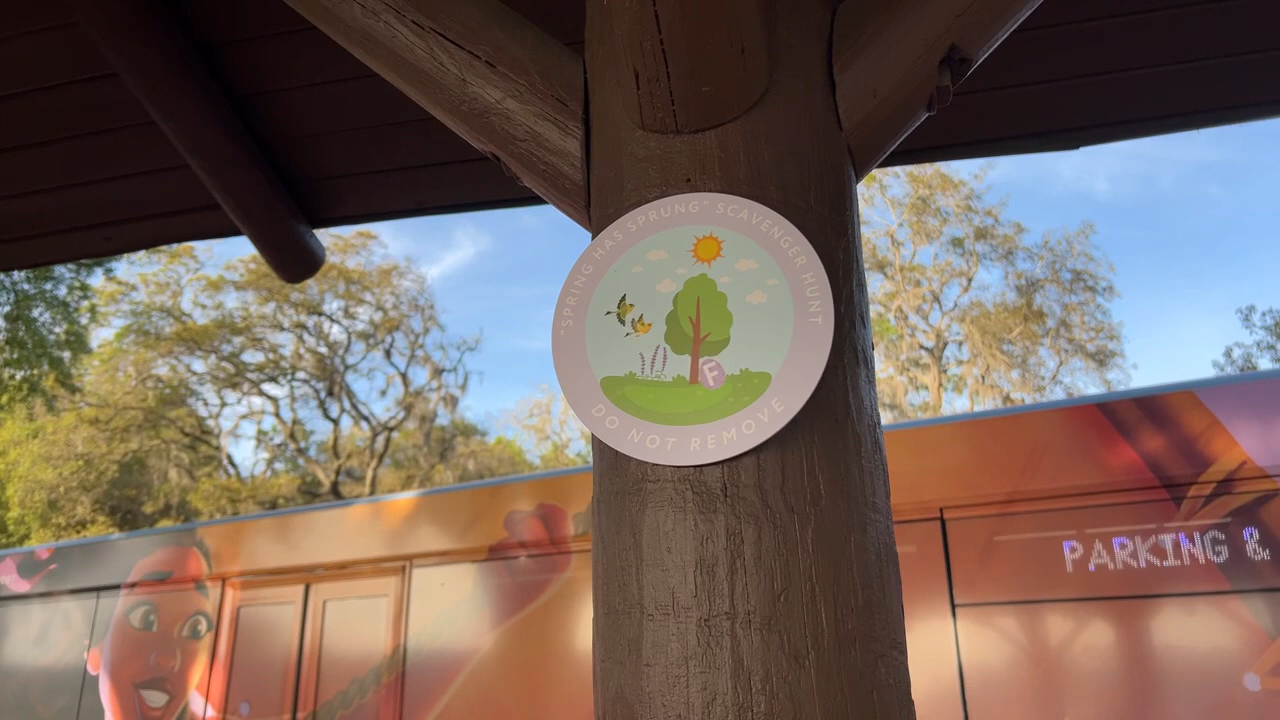 "SPRING HAS SPRUNG" SCAVENGER HUNT
F
DO NOT REMOVE
PARKING &